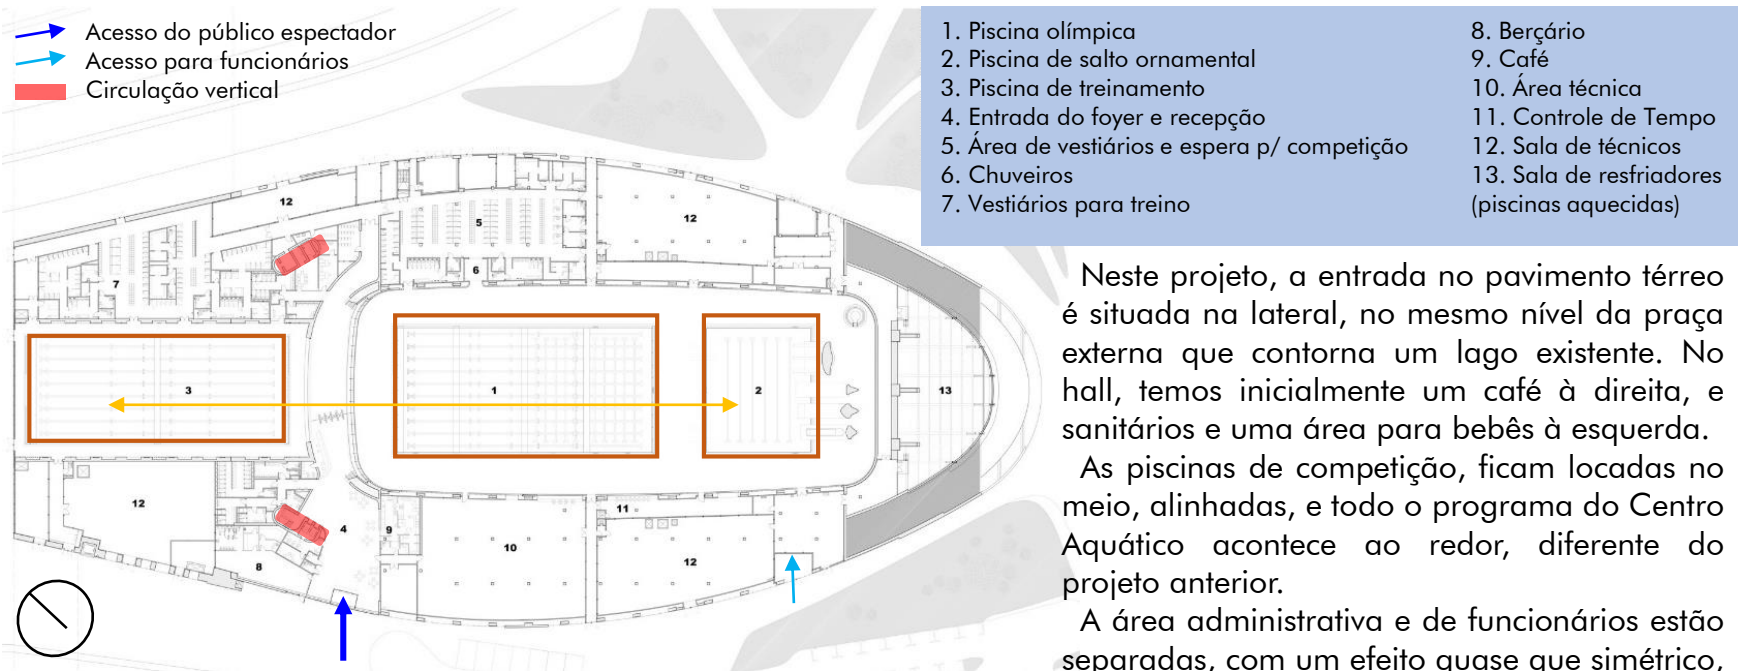 Acesso do público espectador
Acesso para funcionários
Circulação vertical
1. Piscina olímpica
2. Piscina de salto ornamental
3. Piscina de treinamento
4. Entrada do foyer e recepção
5. Área de vestiários e espera p/ competição
6. Chuveiros
7. Vestiários para treino
8. Berçário
9. Café
10. Área técnica
11. Controle de Tempo
12. Sala de técnicos
13. Sala de resfriadores
(piscinas aquecidas)
12
5
12
6
7
3
1
2
13
12
4
9
11
10
12
8
Neste projeto, a entrada no pavimento térreo
é situada na lateral, no mesmo nível da praça
externa que contorna um lago existente. No
hall, temos inicialmente um café à direita, e
sanitários e uma área para bebês à esquerda.
As piscinas de competição, ficam locadas no
meio, alinhadas, e todo o programa do Centro
Aquático acontece ao redor, diferente do
projeto anterior.
A área administrativa e de funcionários estão
separadas, com um efeito quase que simétrico,